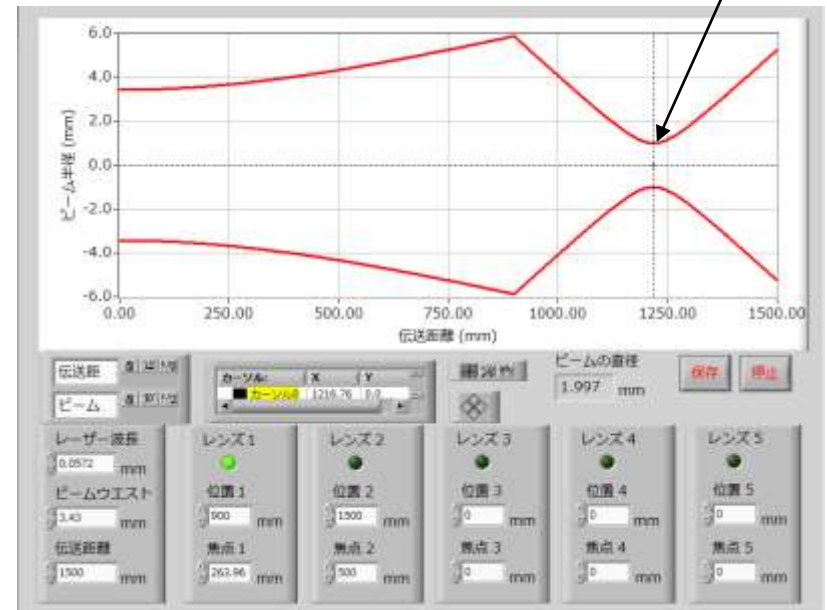 6.0
4.0
2.0
0.0
-2.0
-4.0
-6.0
ビーム半径 (mm)
0.00 250.00 500.00 750.00 1000.00 1250.00 1500.00
伝送距離 (mm)
伝送距
ビーム
カーソル: X Y
カーソル0 1216.76 0.0
ビームの直径
1.997 mm
保存 停止
レーザー波長
0.0572 mm
ビームウエスト
3.43 mm
伝送距離
1500 mm
レンズ1
位置 1
900 mm
焦点 1
263.96 mm
レンズ2
位置 2
1500 mm
焦点 2
500 mm
レンズ3
位置 3
0 mm
焦点 3
0 mm
レンズ4
位置 4
0 mm
焦点 4
0 mm
レンズ5
位置 5
0 mm
焦点 5
0 mm